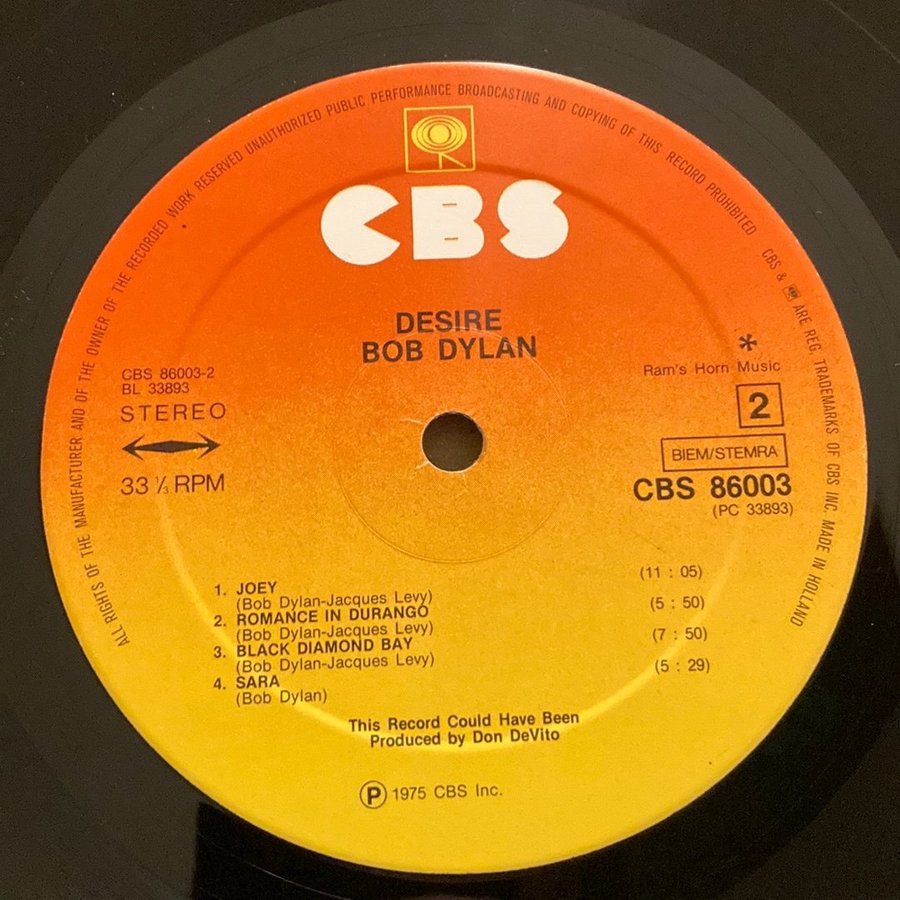 ALL RIGHTS OF THE MANUFACTURER AND OF THE OWNER OF THE RECORDED WORK RESERVED UNAUTHORIZED PUBLIC PERFORMANCE BROADCASTING AND COPYING OF THIS RECORD PROHIBITED
CBS & ARE REG. TRADEMARKS OF CBS INC. MADE IN HOLLAND
CBS
DESIRE
BOB DYLAN
CBS 86003-2
BL 33893
STEREO
33 ⅓ RPM
*
Ram's Horn Music
2
BIEM/STEMRA
CBS 86003
(PC 33893)
1. JOEY (11 : 05)
(Bob Dylan-Jacques Levy)
2. ROMANCE IN DURANGO (5 : 50)
(Bob Dylan-Jacques Levy)
3. BLACK DIAMOND BAY (7 : 50)
(Bob Dylan-Jacques Levy)
4. SARA (5 : 29)
(Bob Dylan)
This Record Could Have Been
Produced by Don DeVito
Ⓟ 1975 CBS Inc.